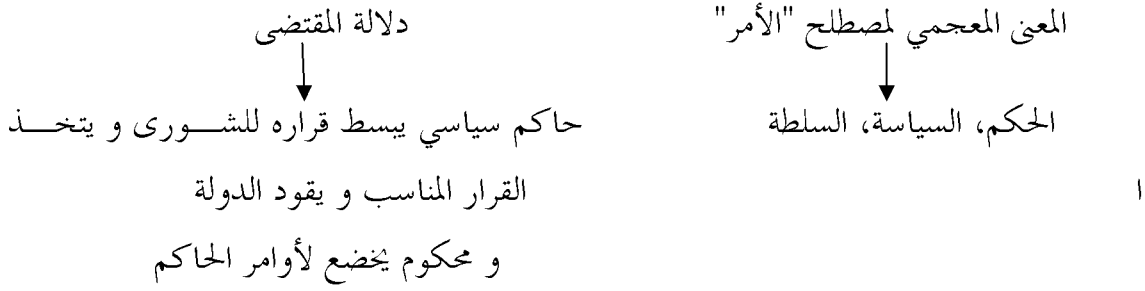 المعنى المعجمي لمصطلح "الأمر" دلالة المقتضى
الحكم، السياسة، السلطة حاكم سياسي يبسط قراره للشورى و يتخذ
ا القرار المناسب و يقود الدولة
و محكوم يخضع لأوامر الحاكم